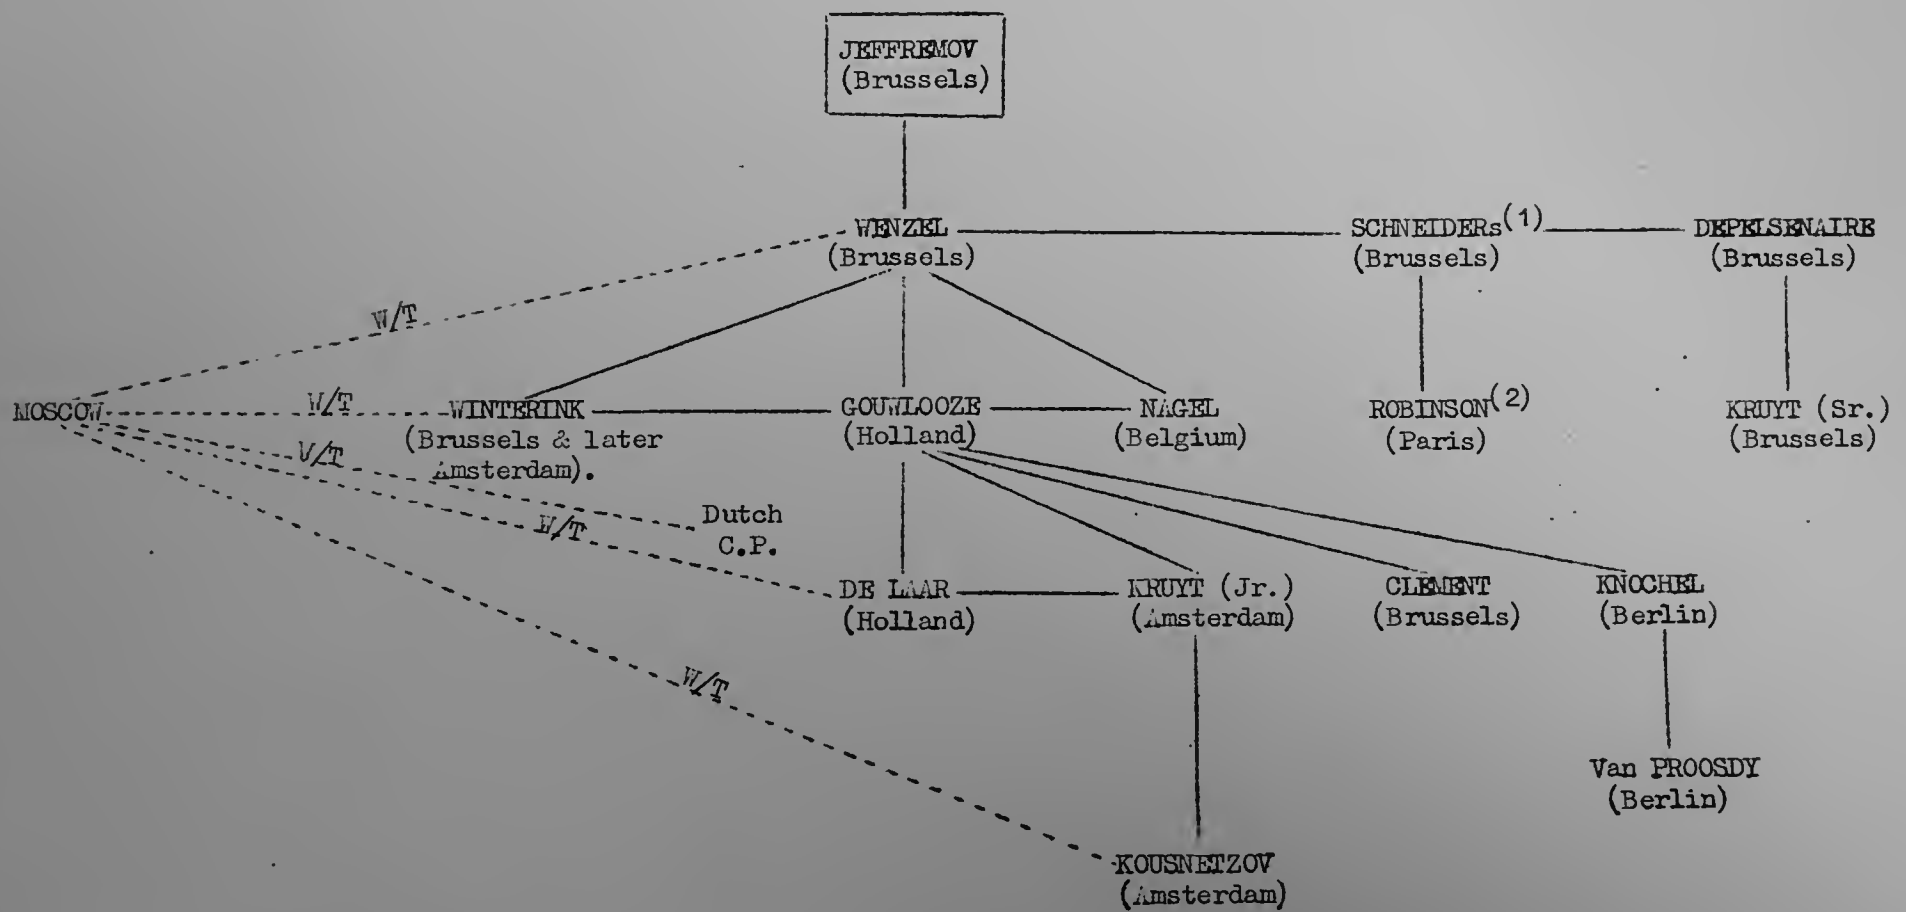 JEFFREMOV
(Brussels)
WENZEL
(Brussels)
SCHNEIDERs(1)
(Brussels)
DEPELSENAIRE
(Brussels)
W/T
MOSCOW
W/T
WINTERINK
(Brussels & later
Amsterdam).
GOUWLOOZE
(Holland)
NAGEL
(Belgium)
ROBINSON(2)
(Paris)
KRUYT (Sr.)
(Brussels)
W/T
W/T
Dutch
C.P.
DE LAAR
(Holland)
KRUYT (Jr.)
(Amsterdam)
CLEMENT
(Brussels)
KNOCHEL
(Berlin)
W/T
Van PROOSDY
(Berlin)
KOUSNETZOV
(Amsterdam)